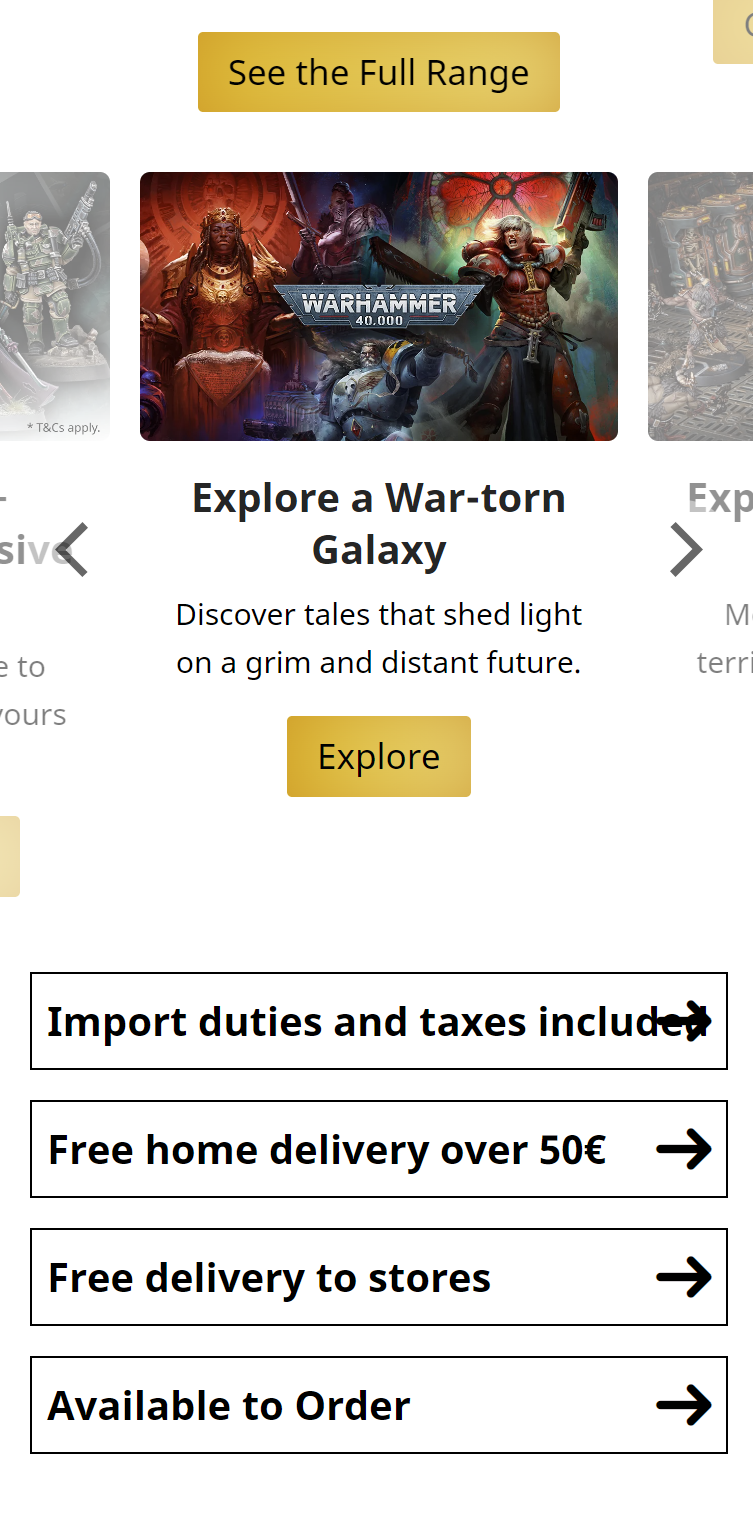 See the Full Range
WARHAMMER
40,000
* T&Cs apply.
Explore a War-torn
Galaxy
Discover tales that shed light
on a grim and distant future.
e to
yours
Explore
Import duties and taxes included
Free home delivery over 50€
Free delivery to stores
Available to Order